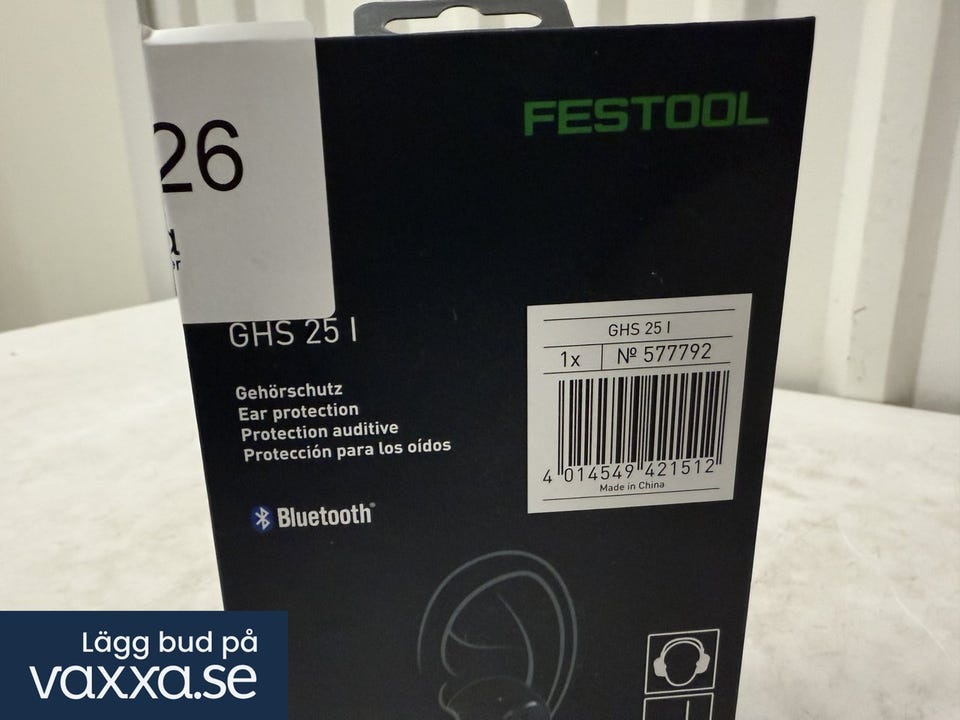 26
FESTOOL
GHS 25 I
Gehörschutz
Ear protection
Protection auditive
Protección para los oídos
Bluetooth®
GHS 25 I
1x № 577792
4 014549 421512
Made in China
Lägg bud på
vaxxa.se